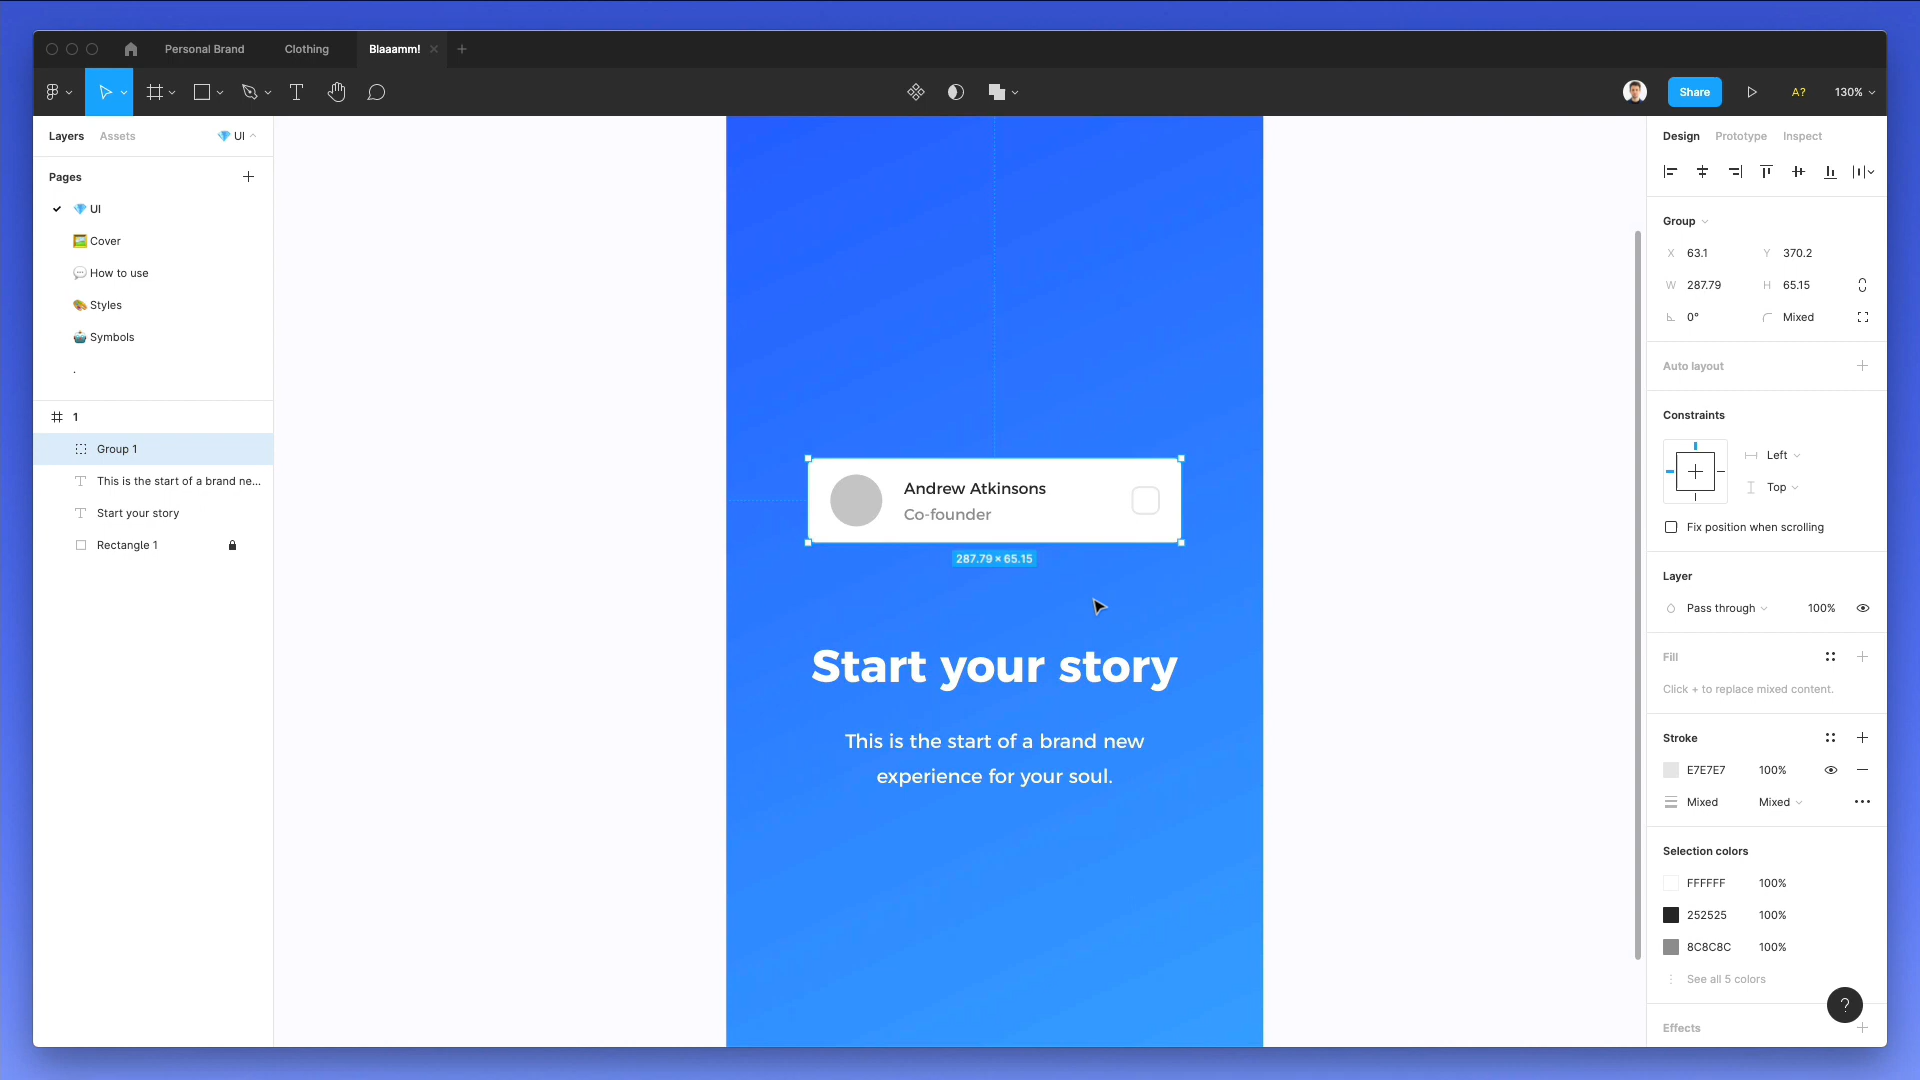 Personal Brand
Clothing
Blaaamm!
Share
A?
130%
Layers
Assets
UI
Pages
UI
Cover
How to use
Styles
Symbols
.
1
Group 1
This is the start of a brand ne...
Start your story
Rectangle 1
Andrew Atkinsons
Co-founder
287.79 × 65.15
Start your story
This is the start of a brand new
experience for your soul.
Design
Prototype
Inspect
Group
X 63.1 Y 370.2
W 287.79 H 65.15
0° Mixed
Auto layout
Constraints
Left
Top
Fix position when scrolling
Layer
Pass through 100%
Fill
Click + to replace mixed content.
Stroke
E7E7E7 100%
Mixed Mixed
Selection colors
FFFFFF 100%
252525 100%
8C8C8C 100%
See all 5 colors
?
Effects